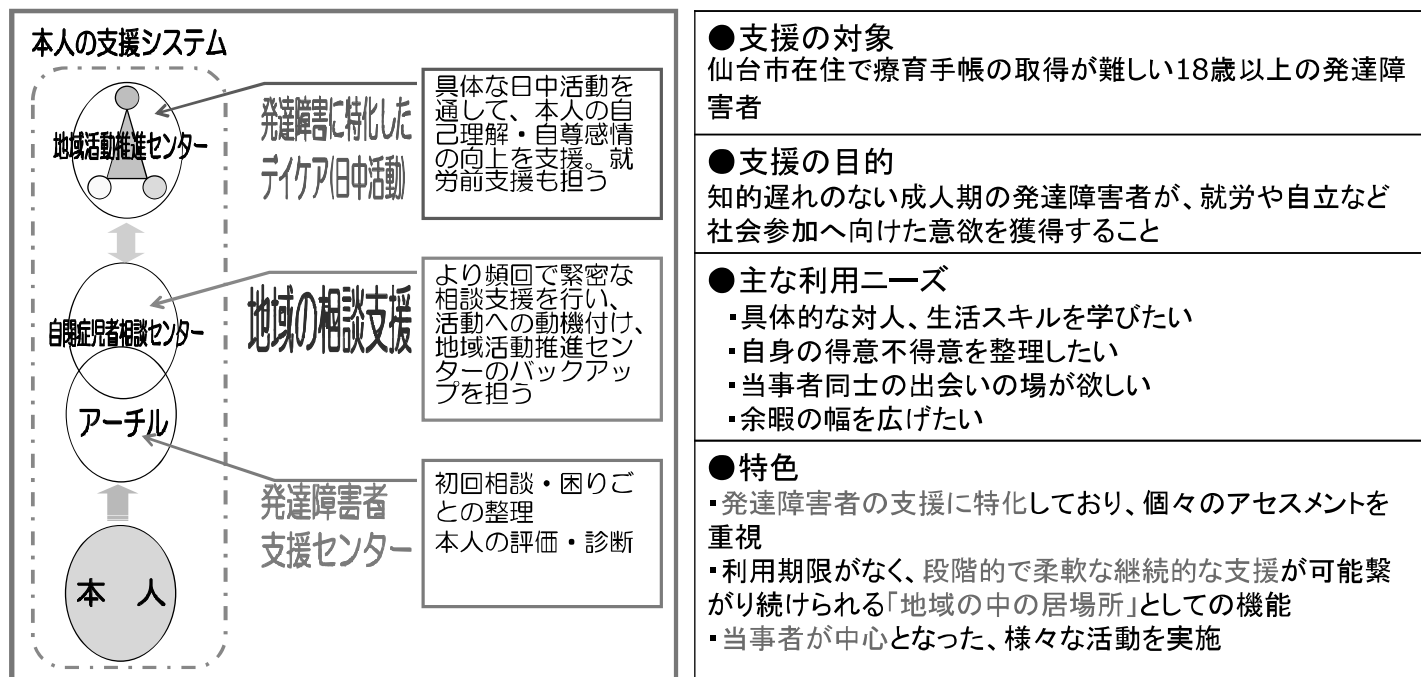 本人の支援システム
地域活動推進センター
発達障害に特化した
デイケア(日中活動)
具体な日中活動を
通して、本人の自
己理解・自尊感情
の向上を支援。就
労前支援も担う
自閉症児者相談センター
地域の相談支援
より頻回で緊密な
相談支援を行い、
活動への動機付け、
地域活動推進セン
ターのバックアッ
プを担う
アーチル
発達障害者
支援センター
初回相談・困りご
との整理
本人の評価・診断
本 人
●支援の対象
仙台市在住で療育手帳の取得が難しい18歳以上の発達障
害者
●支援の目的
知的遅れのない成人期の発達障害者が、就労や自立など
社会参加へ向けた意欲を獲得すること
●主な利用ニーズ
・具体的な対人、生活スキルを学びたい
・自身の得意不得意を整理したい
・当事者同士の出会いの場が欲しい
・余暇の幅を広げたい
●特色
・発達障害者の支援に特化しており、個々のアセスメントを
重視
・利用期限がなく、段階的で柔軟な継続的な支援が可能繋
がり続けられる「地域の中の居場所」としての機能
・当事者が中心となった、様々な活動を実施